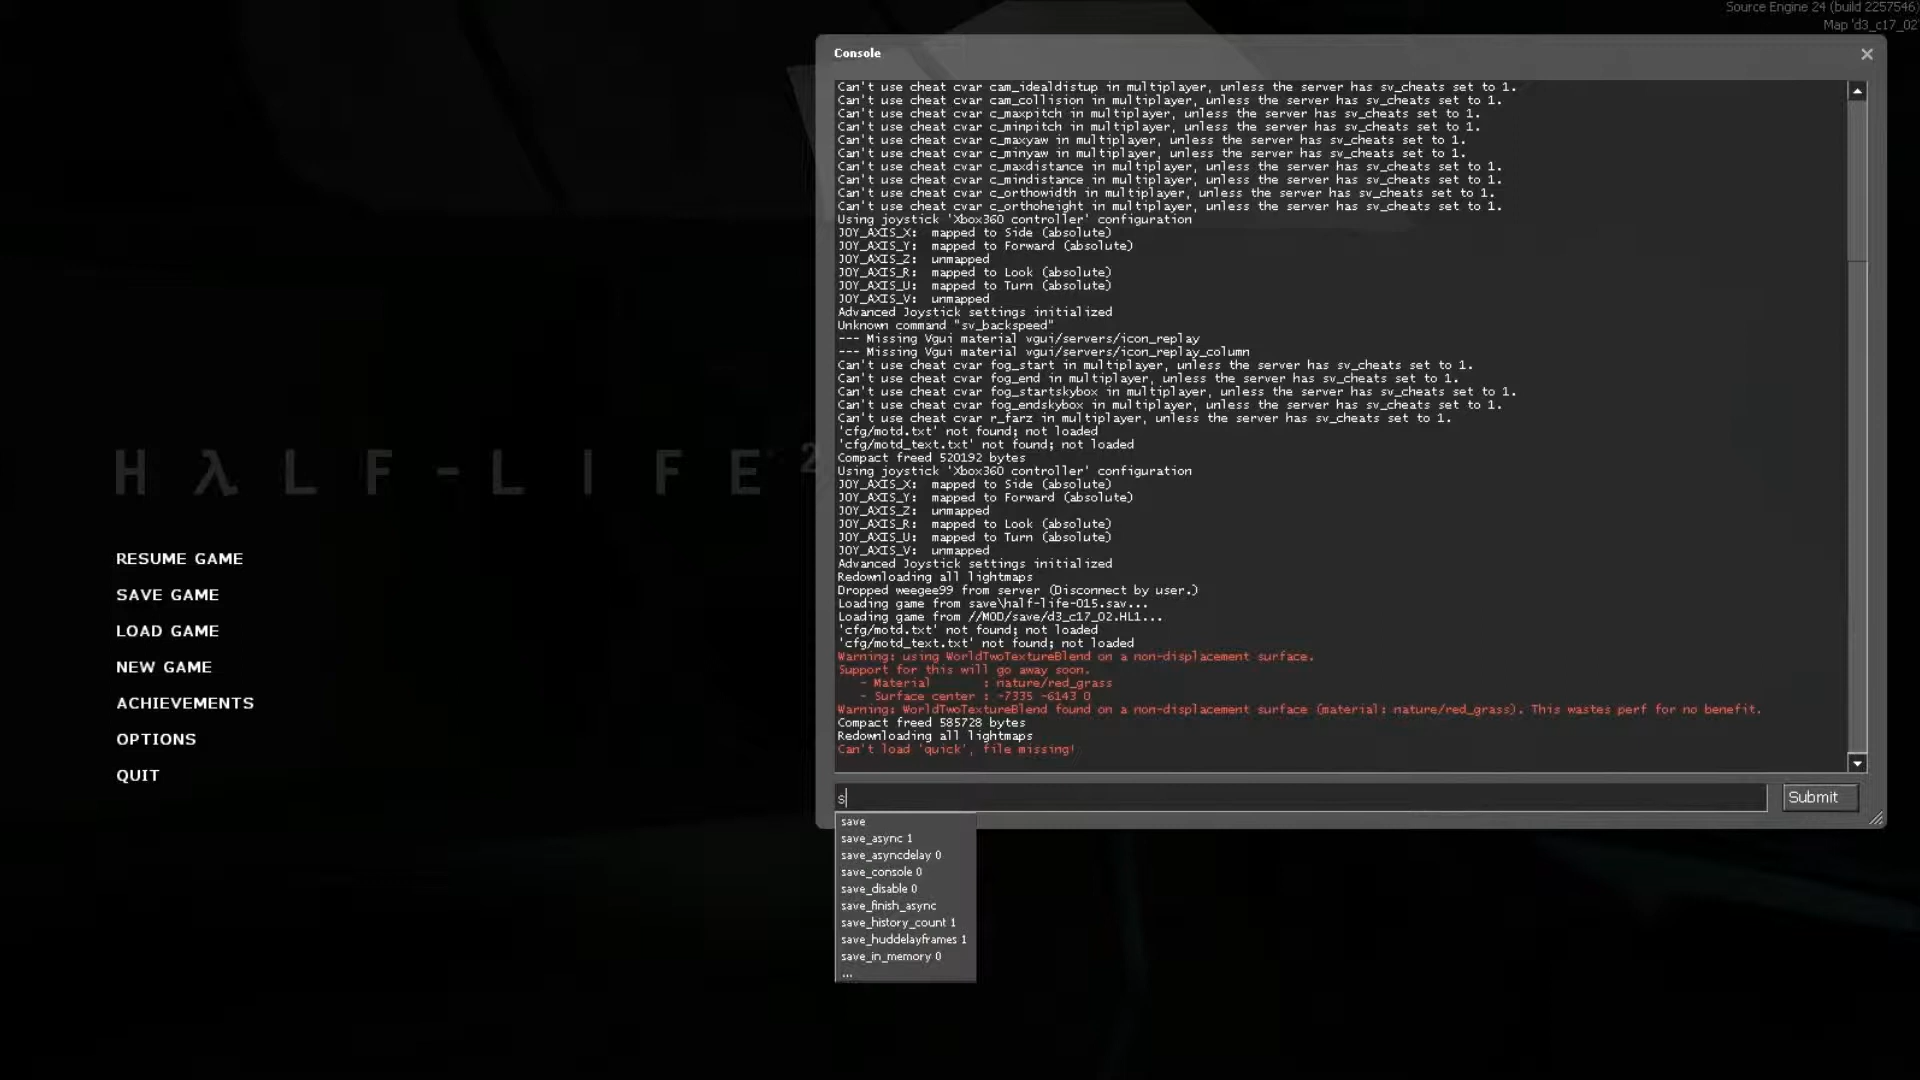 Source Engine 24 (build 2257546)
Map 'd3_c17_02'
Console
Can't use cheat cvar cam_idealdistup in multiplayer, unless the server has sv_cheats set to 1.
Can't use cheat cvar cam_collision in multiplayer, unless the server has sv_cheats set to 1.
Can't use cheat cvar c_maxpitch in multiplayer, unless the server has sv_cheats set to 1.
Can't use cheat cvar c_minpitch in multiplayer, unless the server has sv_cheats set to 1.
Can't use cheat cvar c_maxyaw in multiplayer, unless the server has sv_cheats set to 1.
Can't use cheat cvar c_minyaw in multiplayer, unless the server has sv_cheats set to 1.
Can't use cheat cvar c_maxdistance in multiplayer, unless the server has sv_cheats set to 1.
Can't use cheat cvar c_mindistance in multiplayer, unless the server has sv_cheats set to 1.
Can't use cheat cvar c_orthowidth in multiplayer, unless the server has sv_cheats set to 1.
Can't use cheat cvar c_orthoheight in multiplayer, unless the server has sv_cheats set to 1.
Using joystick 'Xbox360 controller' configuration
JOY_AXIS_X: mapped to Side (absolute)
JOY_AXIS_Y: mapped to Forward (absolute)
JOY_AXIS_Z: unmapped
JOY_AXIS_R: mapped to Look (absolute)
JOY_AXIS_U: mapped to Turn (absolute)
JOY_AXIS_V: unmapped
Advanced Joystick settings initialized
Unknown command "sv_backspeed"
--- Missing Vgui material vgui/servers/icon_replay
--- Missing Vgui material vgui/servers/icon_replay_column
Can't use cheat cvar fog_start in multiplayer, unless the server has sv_cheats set to 1.
Can't use cheat cvar fog_end in multiplayer, unless the server has sv_cheats set to 1.
Can't use cheat cvar fog_startskybox in multiplayer, unless the server has sv_cheats set to 1.
Can't use cheat cvar fog_endskybox in multiplayer, unless the server has sv_cheats set to 1.
Can't use cheat cvar r_farz in multiplayer, unless the server has sv_cheats set to 1.
'cfg/motd.txt' not found; not loaded
'cfg/motd_text.txt' not found; not loaded
Compact freed 520192 bytes
Using joystick 'Xbox360 controller' configuration
JOY_AXIS_X: mapped to Side (absolute)
JOY_AXIS_Y: mapped to Forward (absolute)
JOY_AXIS_Z: unmapped
JOY_AXIS_R: mapped to Look (absolute)
JOY_AXIS_U: mapped to Turn (absolute)
JOY_AXIS_V: unmapped
Advanced Joystick settings initialized
Redownloading all lightmaps
Dropped weegee99 from server (Disconnect by user.)
Loading game from save\half-life-015.sav...
Loading game from //MOD/save/d3_c17_02.HL1...
'cfg/motd.txt' not found; not loaded
'cfg/motd_text.txt' not found; not loaded
Warning: using WorldTwoTextureBlend on a non-displacement surface.
Support for this will go away soon.
- Material : nature/red_grass
- Surface center : -7335 -6143 0
Warning: WorldTwoTextureBlend found on a non-displacement surface (material: nature/red_grass). This wastes perf for no benefit.
Compact freed 585728 bytes
Redownloading all lightmaps
Can't load 'quick', file missing!
s
Submit
save
save_async 1
save_asyncdelay 0
save_console 0
save_disable 0
save_finish_async
save_history_count 1
save_huddelayframes 1
save_in_memory 0
...
HλLF-LIFE 2
RESUME GAME
SAVE GAME
LOAD GAME
NEW GAME
ACHIEVEMENTS
OPTIONS
QUIT